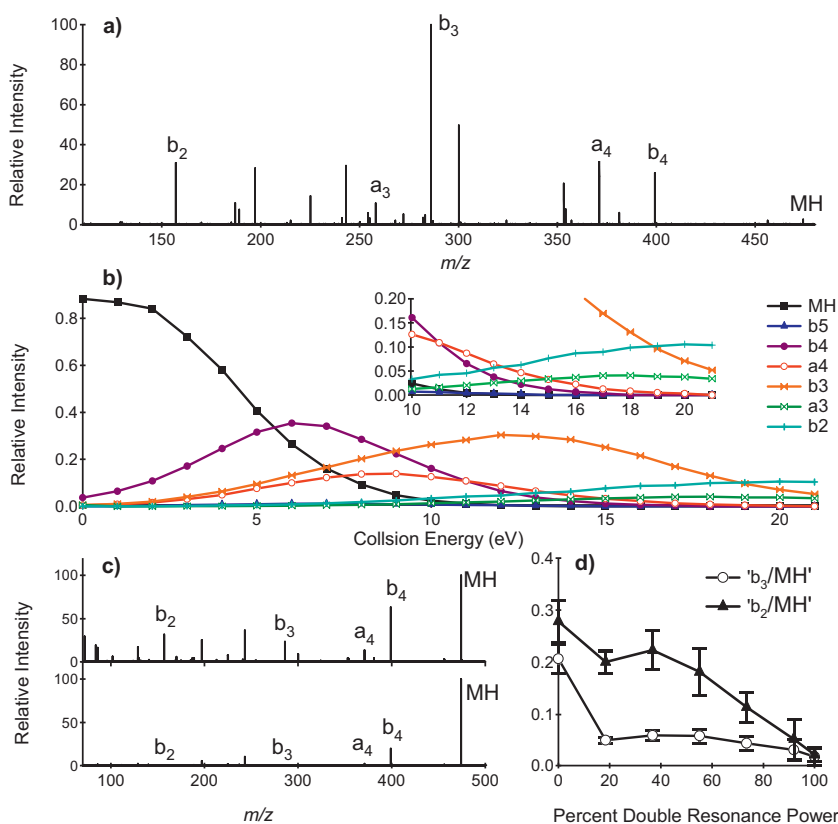 a)
Relative Intensity
100
80
60
40
20
0
b₂
a₃
b₃
a₄
b₄
MH
150 200 250 300 350 400 450
m/z
b)
Relative Intensity
0.8
0.6
0.4
0.2
0.0
0 5 10 15 20
Collsion Energy (eV)
0.20
0.15
0.10
0.05
0.00
10 12 14 16 18 20
MH
b5
b4
a4
b3
a3
b2
c)
Relative Intensity
100
50
0
b₂
b₃
a₄
b₄
MH
100
50
0
b₂
b₃
a₄
b₄
MH
100 200 300 400 500
m/z
d)
'b₃/MH'
'b₂/MH'
0.4
0.3
0.2
0.1
0.0
0 20 40 60 80 100
Percent Double Resonance Power